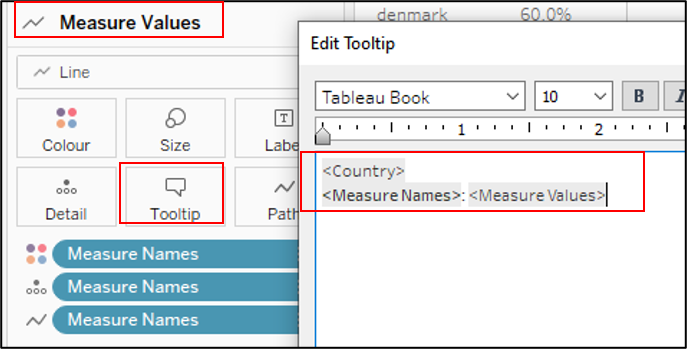 Measure Values
Line
Colour
Size
Detail
Tooltip
Path
Measure Names
Measure Names
Measure Names
denmark 60.0%
Edit Tooltip
Tableau Book 10 B I
1 2
<Country>
<Measure Names>: <Measure Values>